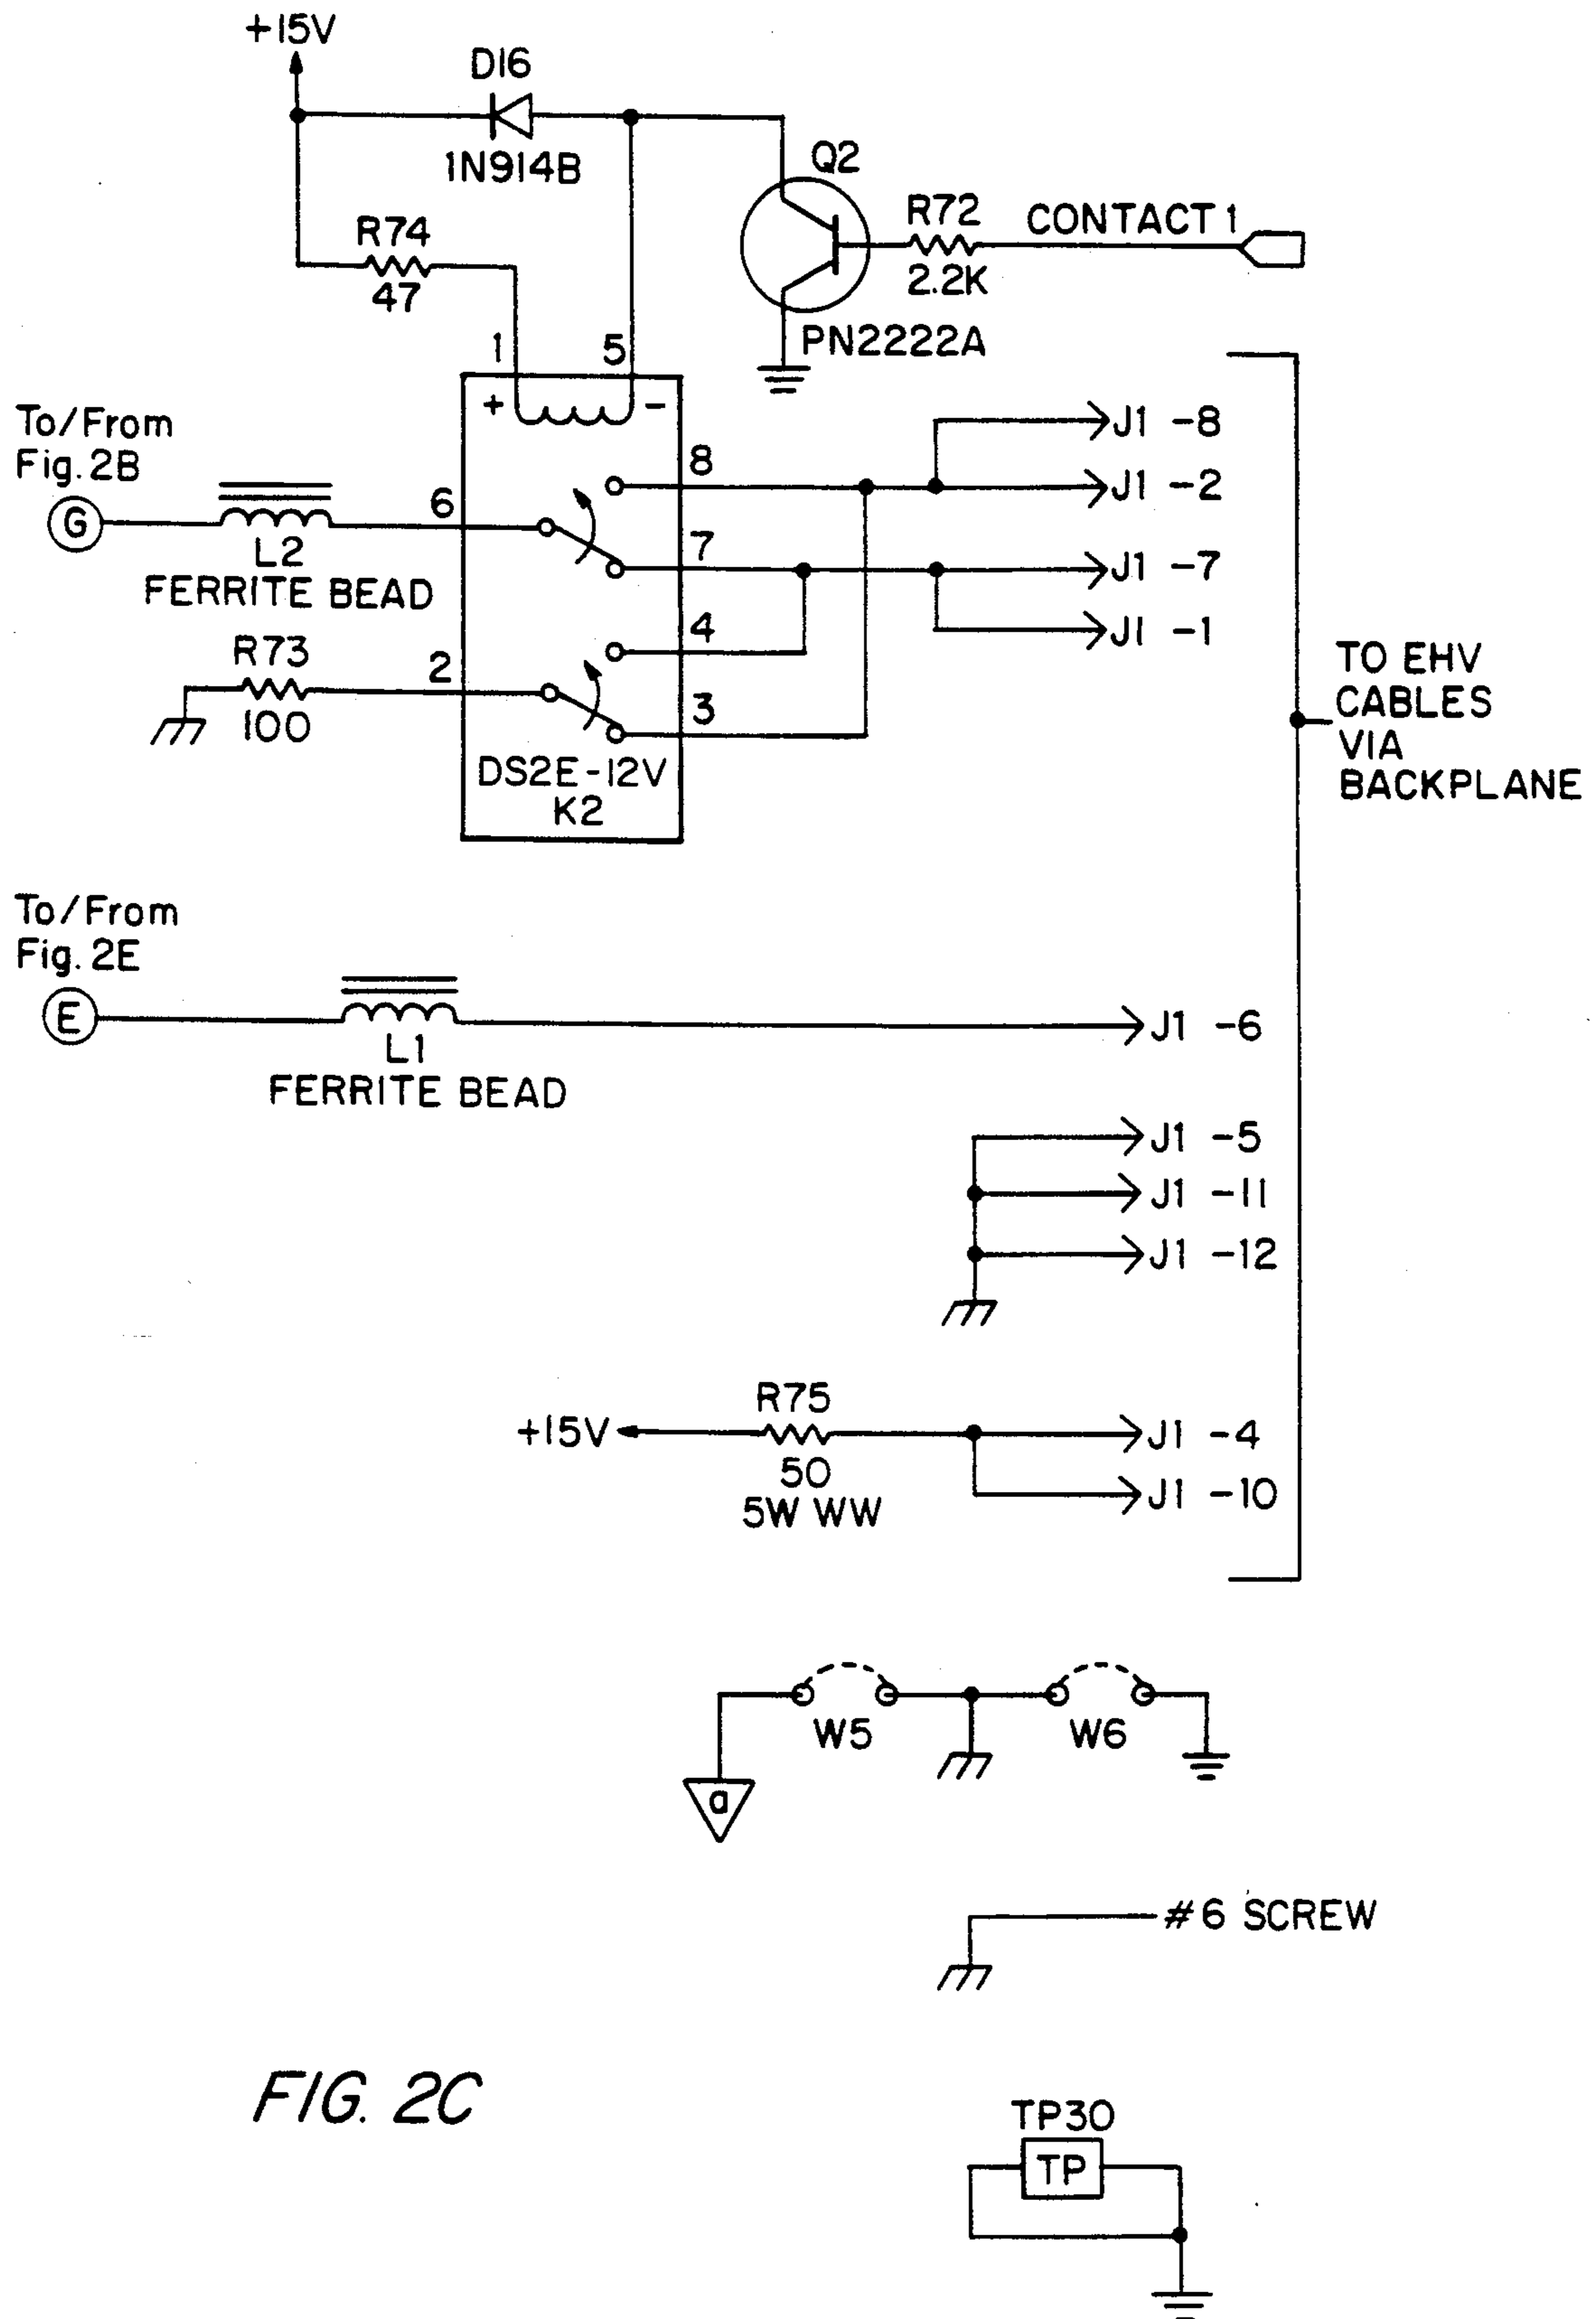 +15V
D16
1N914B
Q2
R72
CONTACT 1
2.2K
PN2222A
R74
47
1
5
+
-
To/From
Fig. 2B
G
L2
FERRITE BEAD
6
8
7
4
R73
100
2
3
DS2E-12V
K2
J1 -8
J1 -2
J1 -7
J1 -1
TO EHV
CABLES
VIA
BACKPLANE
To/From
Fig. 2E
E
L1
FERRITE BEAD
J1 -6
J1 -5
J1 -11
J1 -12
+15V
R75
50
5W WW
J1 -4
J1 -10
W5
W6
a
#6 SCREW
FIG. 2C
TP30
TP